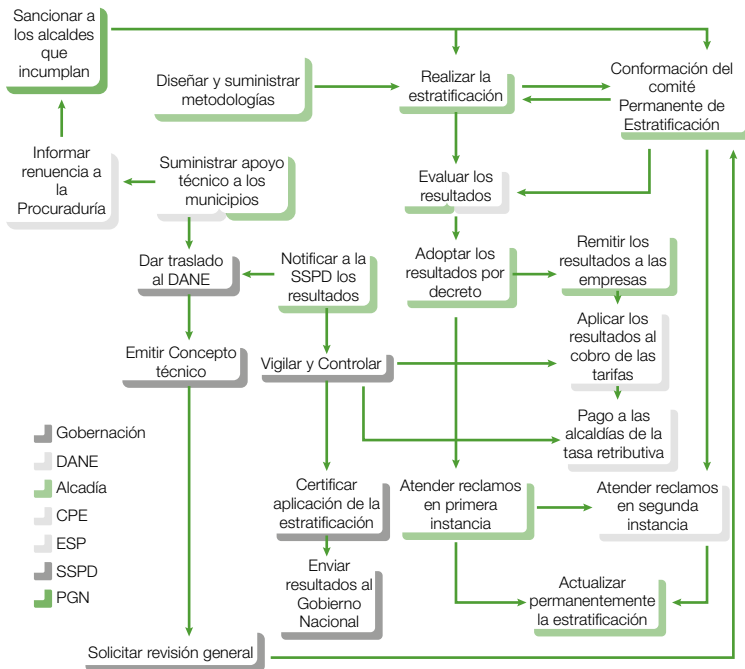 Sancionar a
los alcaldes
que
incumplan
Diseñar y suministrar
metodologías
Realizar la
estratificación
Conformación del
comité
Permanente de
Estratificación
Informar
renuencia a
la
Procuraduría
Suministrar apoyo
técnico a los
municipios
Evaluar los
resultados
Dar traslado
al DANE
Notificar a la
SSPD los
resultados
Adoptar los
resultados por
decreto
Remitir los
resultados a las
empresas
Emitir Concepto
técnico
Vigilar y Controlar
Aplicar los
resultados al
cobro de las
tarifas
Pago a las
alcaldías de la
tasa retributiva
Gobernación
DANE
Alcadía
CPE
ESP
SSPD
PGN
Certificar
aplicación de la
estratificación
Atender reclamos
en primera
instancia
Atender reclamos
en segunda
instancia
Enviar
resultados al
Gobierno
Nacional
Actualizar
permanentemente
la estratificación
Solicitar revisión general